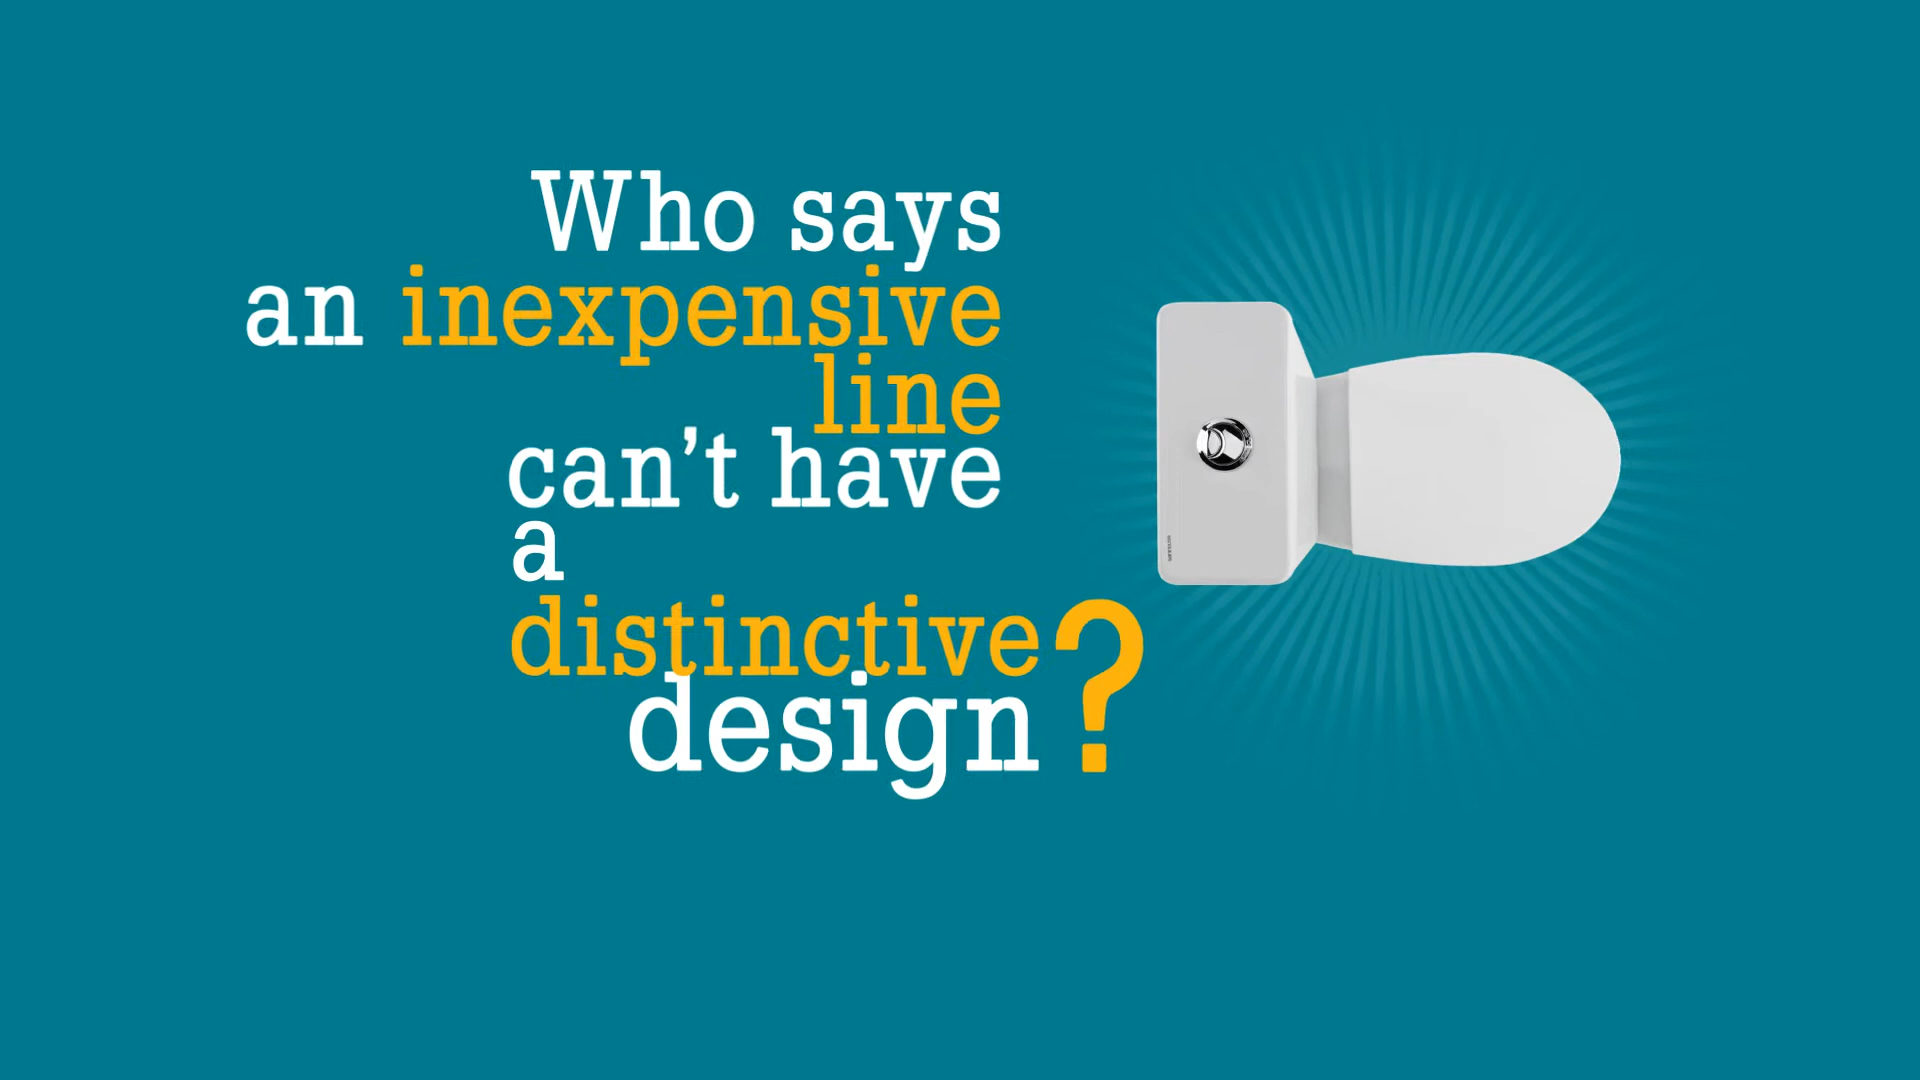 Who says
an inexpensive
line
can’t have
a
distinctive
design?